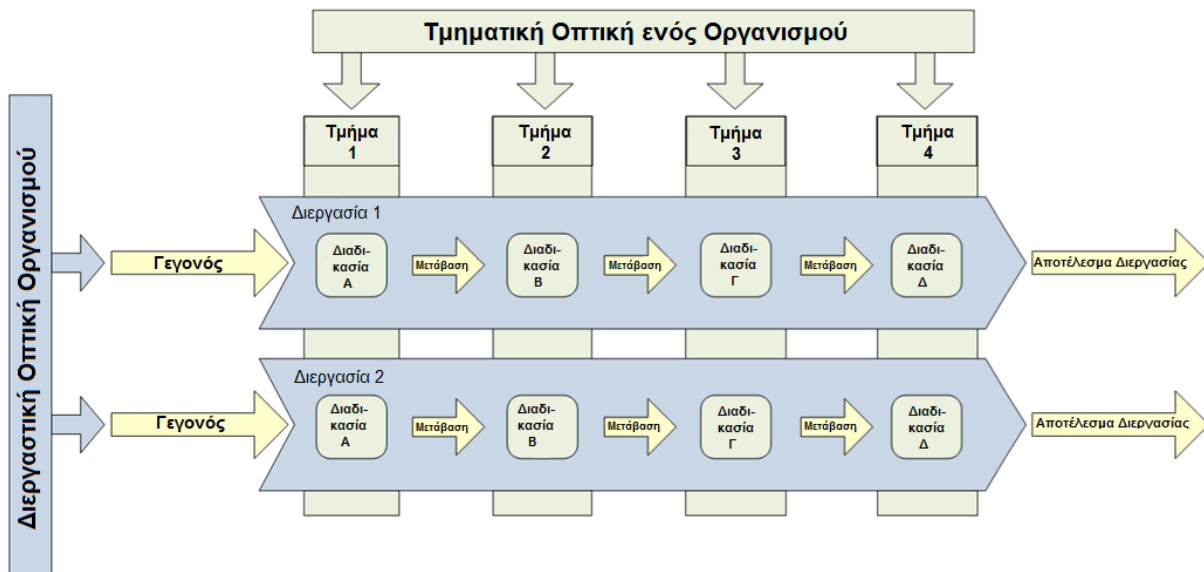 Τμηματική Οπτική ενός Οργανισμού
Διεργαστική Οπτική Οργανισμού
Τμήμα
1
Τμήμα
2
Τμήμα
3
Τμήμα
4
Διεργασία 1
Γεγονός
Διαδι-
κασία
Α
Μετάβαση
Διαδι-
κασία
Β
Μετάβαση
Διαδι-
κασία
Γ
Μετάβαση
Διαδι-
κασία
Δ
Αποτέλεσμα Διεργασίας
Διεργασία 2
Γεγονός
Διαδι-
κασία
Α
Μετάβαση
Διαδι-
κασία
Β
Μετάβαση
Διαδι-
κασία
Γ
Μετάβαση
Διαδι-
κασία
Δ
Αποτέλεσμα Διεργασίας